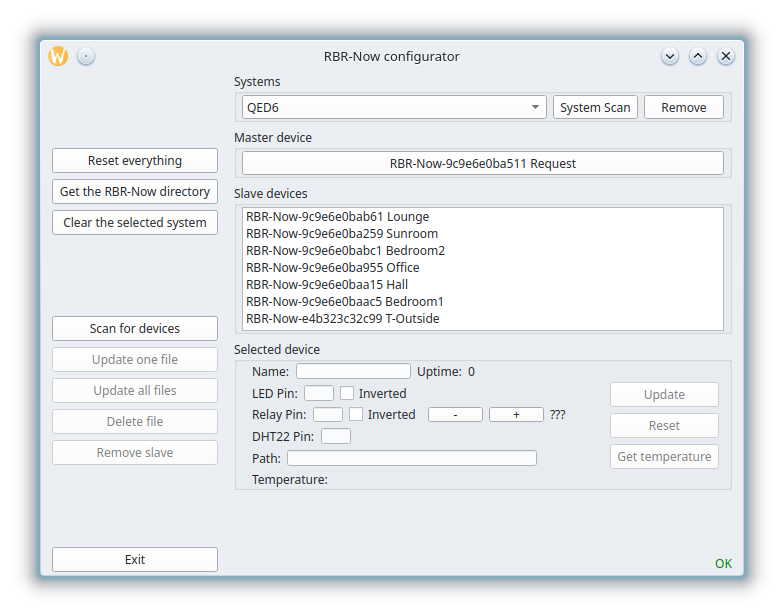 RBR-Now configurator
Systems
QED6
System Scan
Remove
Master device
RBR-Now-9c9e6e0ba511 Request
Slave devices
RBR-Now-9c9e6e0bab61 Lounge
RBR-Now-9c9e6e0ba259 Sunroom
RBR-Now-9c9e6e0babc1 Bedroom2
RBR-Now-9c9e6e0ba955 Office
RBR-Now-9c9e6e0baa15 Hall
RBR-Now-9c9e6e0baac5 Bedroom1
RBR-Now-e4b323c32c99 T-Outside
Reset everything
Get the RBR-Now directory
Clear the selected system
Scan for devices
Update one file
Update all files
Delete file
Remove slave
Exit
Selected device
Name:
Uptime: 0
LED Pin:
Inverted
Relay Pin:
Inverted
-
+
???
DHT22 Pin:
Path:
Temperature:
Update
Reset
Get temperature
OK